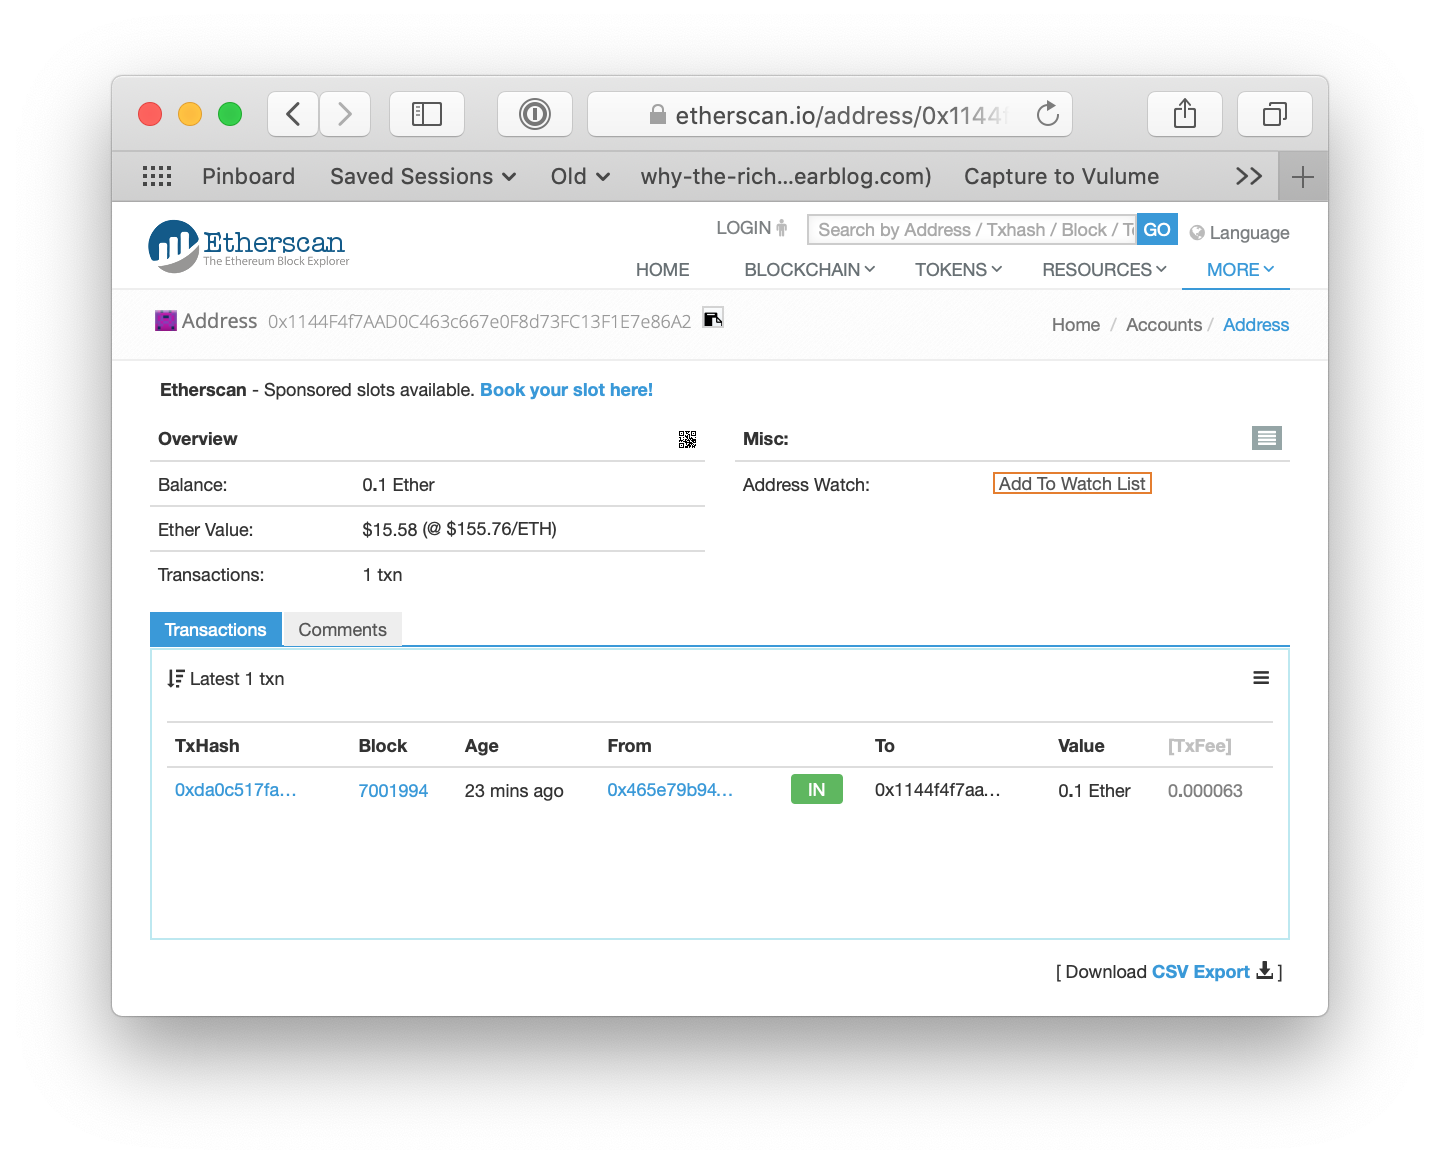 etherscan.io/address/0x1144f
Pinboard Saved Sessions Old why-the-rich...earblog.com) Capture to Vulume
LOGIN Search by Address / Txhash / Block / T GO Language
Etherscan
The Ethereum Block Explorer
HOME BLOCKCHAIN TOKENS RESOURCES MORE
Address 0x1144F4f7AAD0C463c667e0F8d73FC13F1E7e86A2
Home / Accounts / Address
Etherscan - Sponsored slots available. Book your slot here!
Overview
Balance: 0.1 Ether
Ether Value: $15.58 (@ $155.76/ETH)
Transactions: 1 txn
Misc:
Address Watch: Add To Watch List
Transactions Comments
Latest 1 txn
TxHash Block Age From To Value [TxFee]
0xda0c517fa... 7001994 23 mins ago 0x465e79b94... IN 0x1144f4f7aa... 0.1 Ether 0.000063
[ Download CSV Export ]